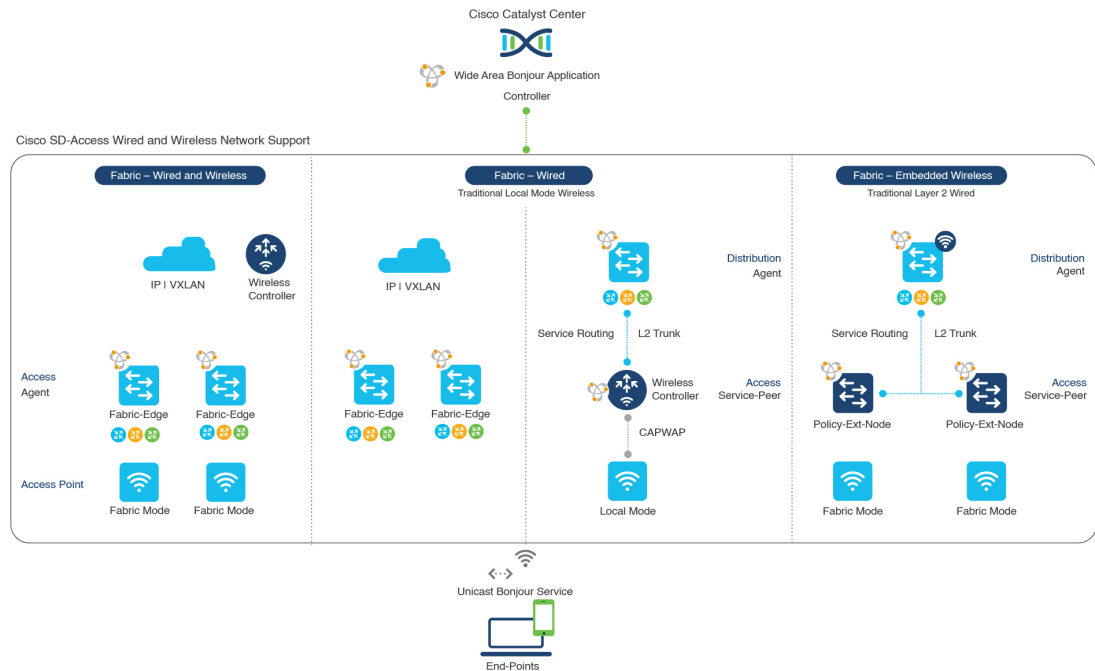 Cisco Catalyst Center
Wide Area Bonjour Application
Controller
Cisco SD-Access Wired and Wireless Network Support
Fabric – Wired and Wireless
IP | VXLAN
Wireless
Controller
Access
Agent
Fabric-Edge
Fabric-Edge
Access Point
Fabric Mode
Fabric Mode
Fabric – Wired
Traditional Local Mode Wireless
IP | VXLAN
Fabric-Edge
Fabric-Edge
Distribution
Agent
Service Routing
L2 Trunk
Wireless
Controller
Access
Service-Peer
CAPWAP
Local Mode
Fabric – Embedded Wireless
Traditional Layer 2 Wired
Distribution
Agent
Service Routing
L2 Trunk
Access
Service-Peer
Policy-Ext-Node
Policy-Ext-Node
Fabric Mode
Fabric Mode
Unicast Bonjour Service
End-Points